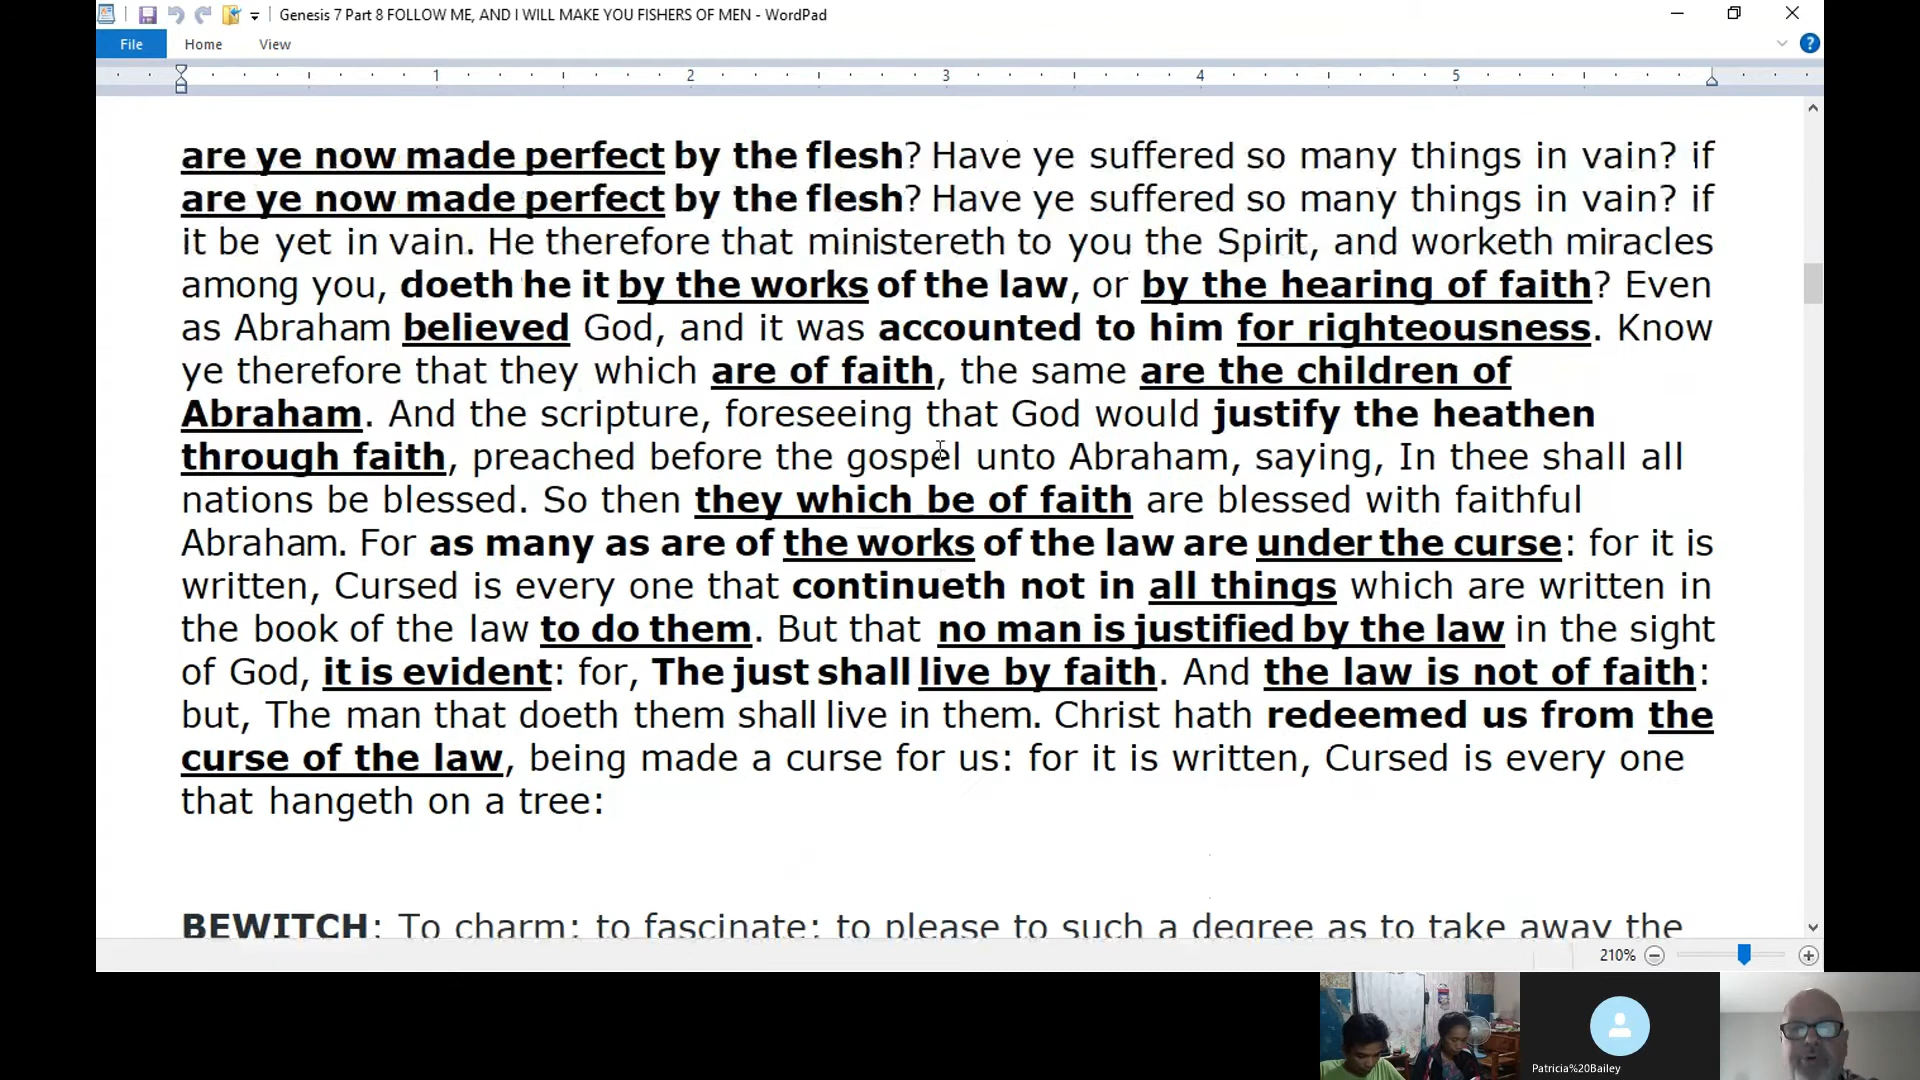 Genesis 7 Part 8 FOLLOW ME, AND I WILL MAKE YOU FISHERS OF MEN - WordPad
File Home View
1 2 3 4 5
are ye now made perfect by the flesh? Have ye suffered so many things in vain? if
are ye now made perfect by the flesh? Have ye suffered so many things in vain? if
it be yet in vain. He therefore that ministereth to you the Spirit, and worketh miracles
among you, doeth he it by the works of the law, or by the hearing of faith? Even
as Abraham believed God, and it was accounted to him for righteousness. Know
ye therefore that they which are of faith, the same are the children of
Abraham. And the scripture, foreseeing that God would justify the heathen
through faith, preached before the gospel unto Abraham, saying, In thee shall all
nations be blessed. So then they which be of faith are blessed with faithful
Abraham. For as many as are of the works of the law are under the curse: for it is
written, Cursed is every one that continueth not in all things which are written in
the book of the law to do them. But that no man is justified by the law in the sight
of God, it is evident: for, The just shall live by faith. And the law is not of faith:
but, The man that doeth them shall live in them. Christ hath redeemed us from the
curse of the law, being made a curse for us: for it is written, Cursed is every one
that hangeth on a tree:
BEWITCH: To charm; to fascinate; to please to such a degree as to take away the
210%
Patricia%20Bailey